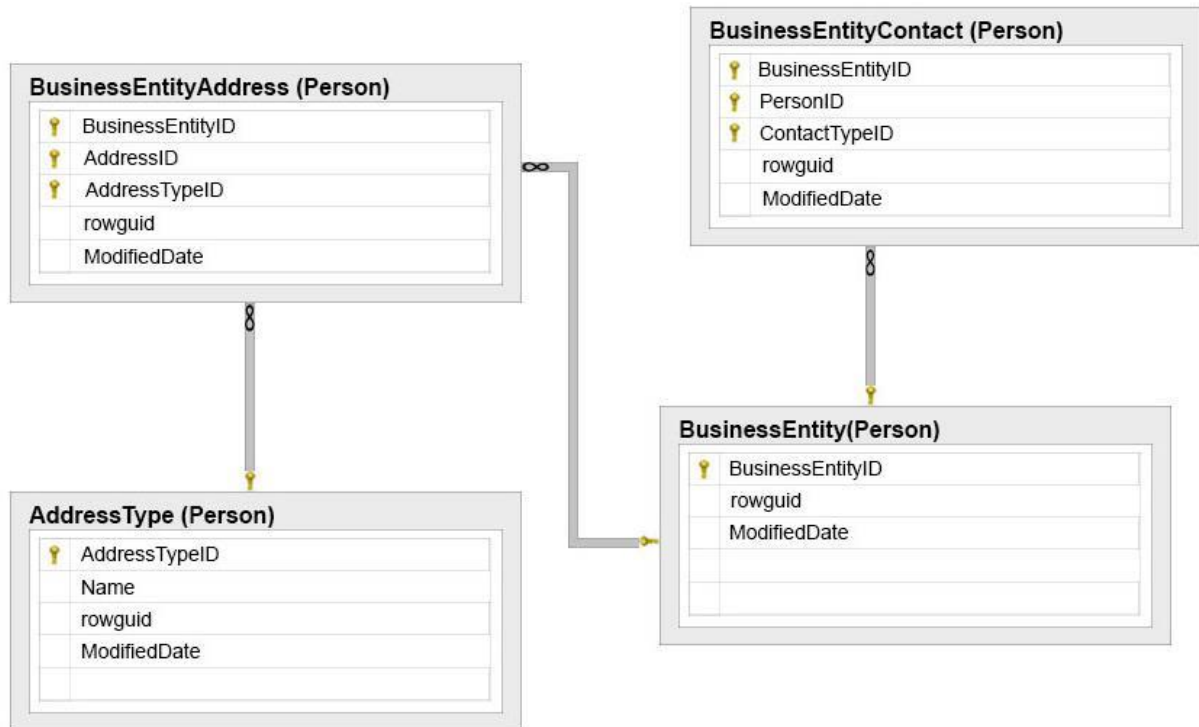 BusinessEntityAddress (Person)
BusinessEntityID
AddressID
AddressTypeID
rowguid
ModifiedDate
BusinessEntityContact (Person)
BusinessEntityID
PersonID
ContactTypeID
rowguid
ModifiedDate
AddressType (Person)
AddressTypeID
Name
rowguid
ModifiedDate
BusinessEntity(Person)
BusinessEntityID
rowguid
ModifiedDate